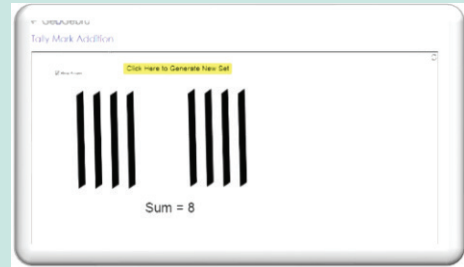 Tally Mark Addition
Click Here to Generate New Set
Sum = 8